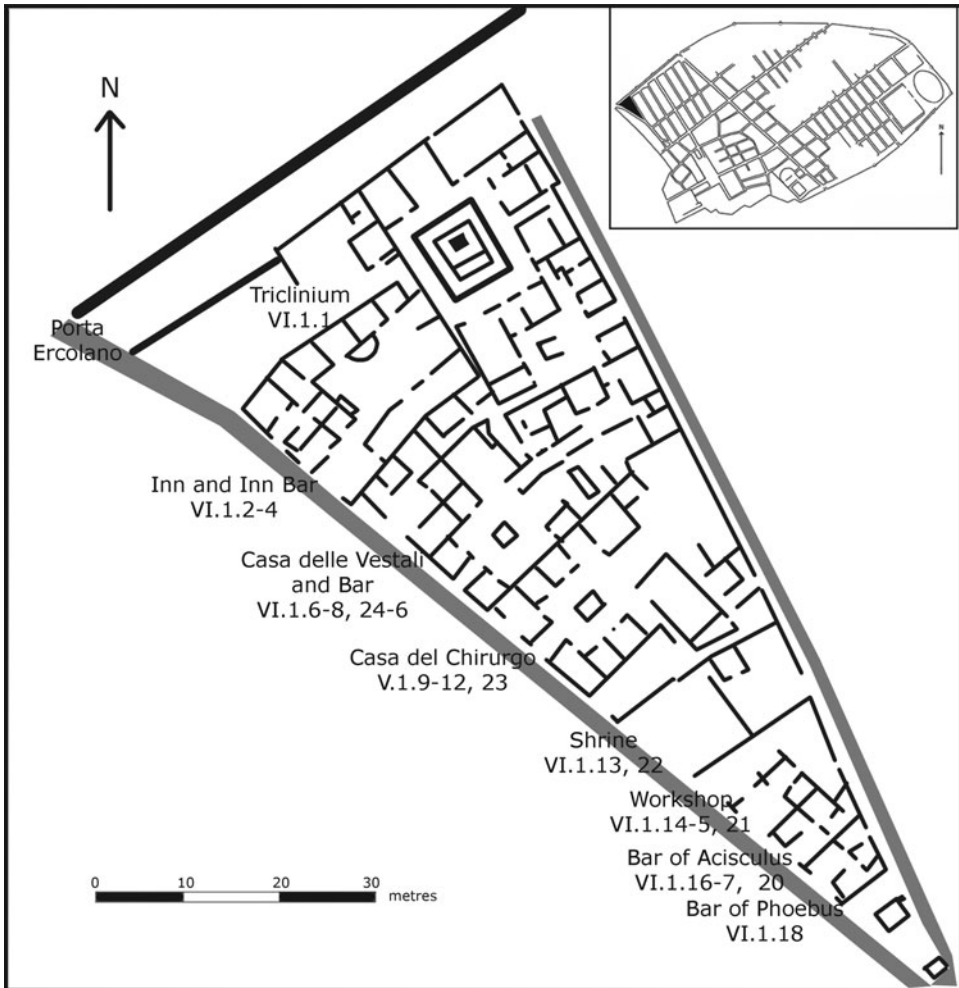 N
N
Triclinium
VI.1.1
Porta
Ercolano
Inn and Inn Bar
VI.1.2-4
Casa delle Vestali
and Bar
VI.1.6-8, 24-6
Casa del Chirurgo
V.1.9-12, 23
Shrine
VI.1.13, 22
Workshop
VI.1.14-5, 21
Bar of Acisculus
VI.1.16-7, 20
Bar of Phoebus
VI.1.18
0 10 20 30
metres